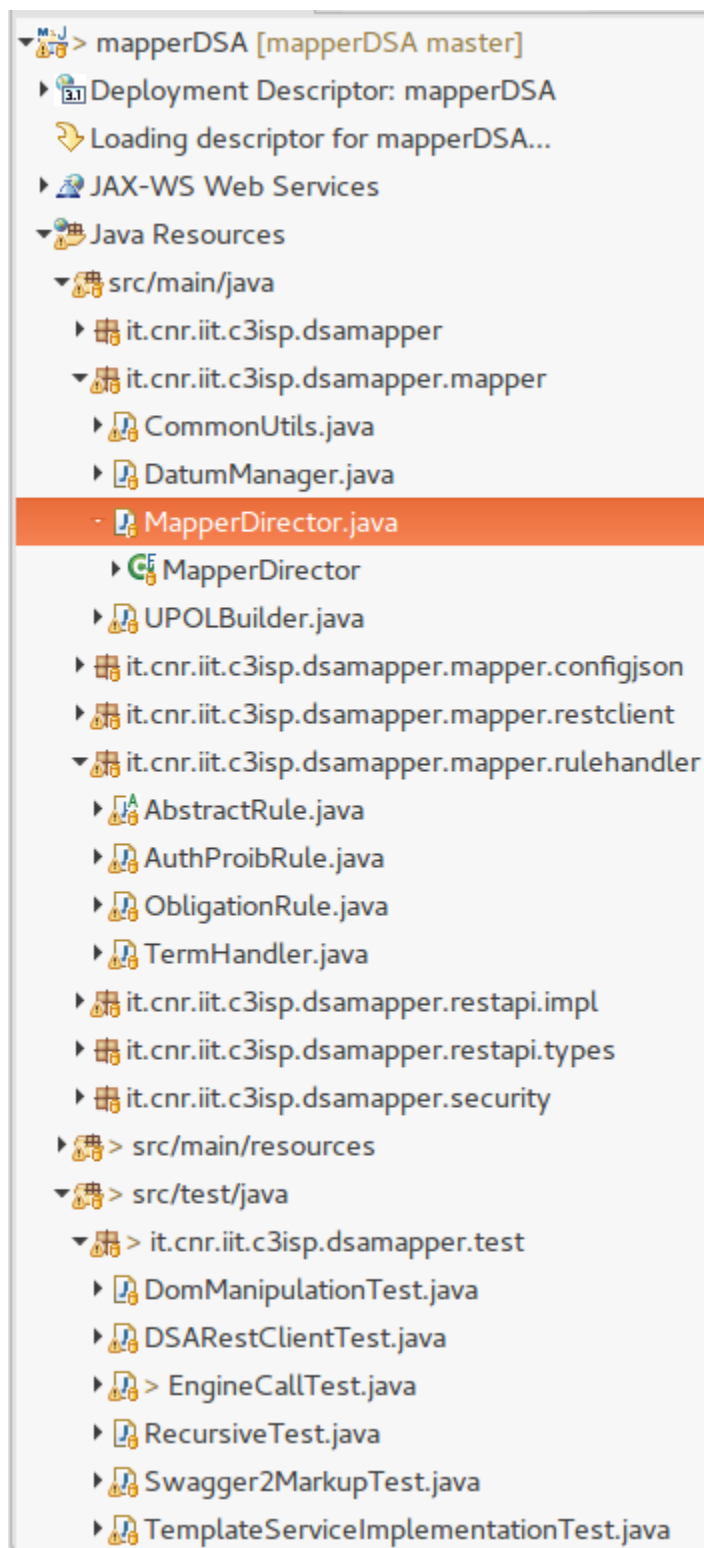 > mapperDSA [mapperDSA master]
Deployment Descriptor: mapperDSA
Loading descriptor for mapperDSA...
JAX-WS Web Services
Java Resources
src/main/java
it.cnr.iit.c3isp.dsamapper
it.cnr.iit.c3isp.dsamapper.mapper
CommonUtils.java
DatumManager.java
MapperDirector.java
MapperDirector
UPOLBuilder.java
it.cnr.iit.c3isp.dsamapper.mapper.configjson
it.cnr.iit.c3isp.dsamapper.mapper.restclient
it.cnr.iit.c3isp.dsamapper.mapper.rulehandler
AbstractRule.java
AuthProibRule.java
ObligationRule.java
TermHandler.java
it.cnr.iit.c3isp.dsamapper.restapi.impl
it.cnr.iit.c3isp.dsamapper.restapi.types
it.cnr.iit.c3isp.dsamapper.security
> src/main/resources
> src/test/java
> it.cnr.iit.c3isp.dsamapper.test
DomManipulationTest.java
DSARestClientTest.java
> EngineCallTest.java
RecursiveTest.java
Swagger2MarkupTest.java
TemplateServiceImplementationTest.java